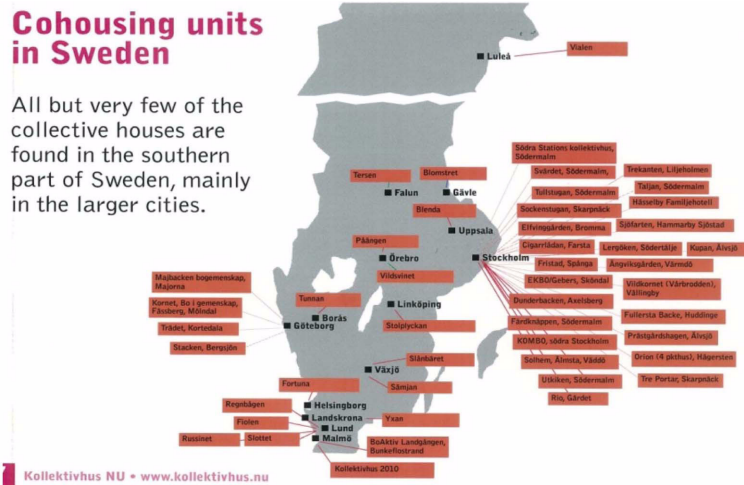 Cohousing units
in Sweden
All but very few of the
collective houses are
found in the southern
part of Sweden, mainly
in the larger cities.
Luleå
Vialen
Södra Stations kollektivhus,
Södermalm
Svärdet, Södermalm,
Trekanten, Liljeholmen
Tullstugan, Södermalm
Taljan, Södermalm
Sockenstugan, Skarpnäck
Hässelby Familjehotell
Elfvinggården, Bromma
Sjöfarten, Hammarby Sjöstad
Cigarrlådan, Farsta
Lergöken, Södertälje
Kupan, Älvsjö
Fristad, Spånga
Ängviksgården, Värmdö
EKBO/Gebers, Sköndal
Vildkornet (Vårbrodden),
Vällingby
Dunderbacken, Axelsberg
Fullersta Backe, Huddinge
Färdknäppen, Södermalm
Prästgårdshagen, Älvsjö
KOMBO, södra Stockholm
Orion (4 pkthus), Hägersten
Solhem, Älmsta, Väddö
Utkiken, Södermalm
Tre Portar, Skarpnäck
Rio, Gärdet
Tersen
Falun
Blomstret
Gävle
Blenda
Uppsala
Stockholm
Påängen
Örebro
Vildsvinet
Majbacken bogemenskap,
Majorna
Kornet, Bo i gemenskap,
Fässberg, Mölndal
Trädet, Kortedala
Stacken, Bergsjön
Tunnan
Borås
Göteborg
Linköping
Stolplyckan
Slånbäret
Växjö
Sämjan
Fortuna
Helsingborg
Regnbågen
Landskrona
Yxan
Fiolen
Lund
Russinet
Slottet
Malmö
BoAktiv Landgången,
Bunkeflostrand
Kollektivhus 2010
Kollektivhus NU • www.kollektivhus.nu